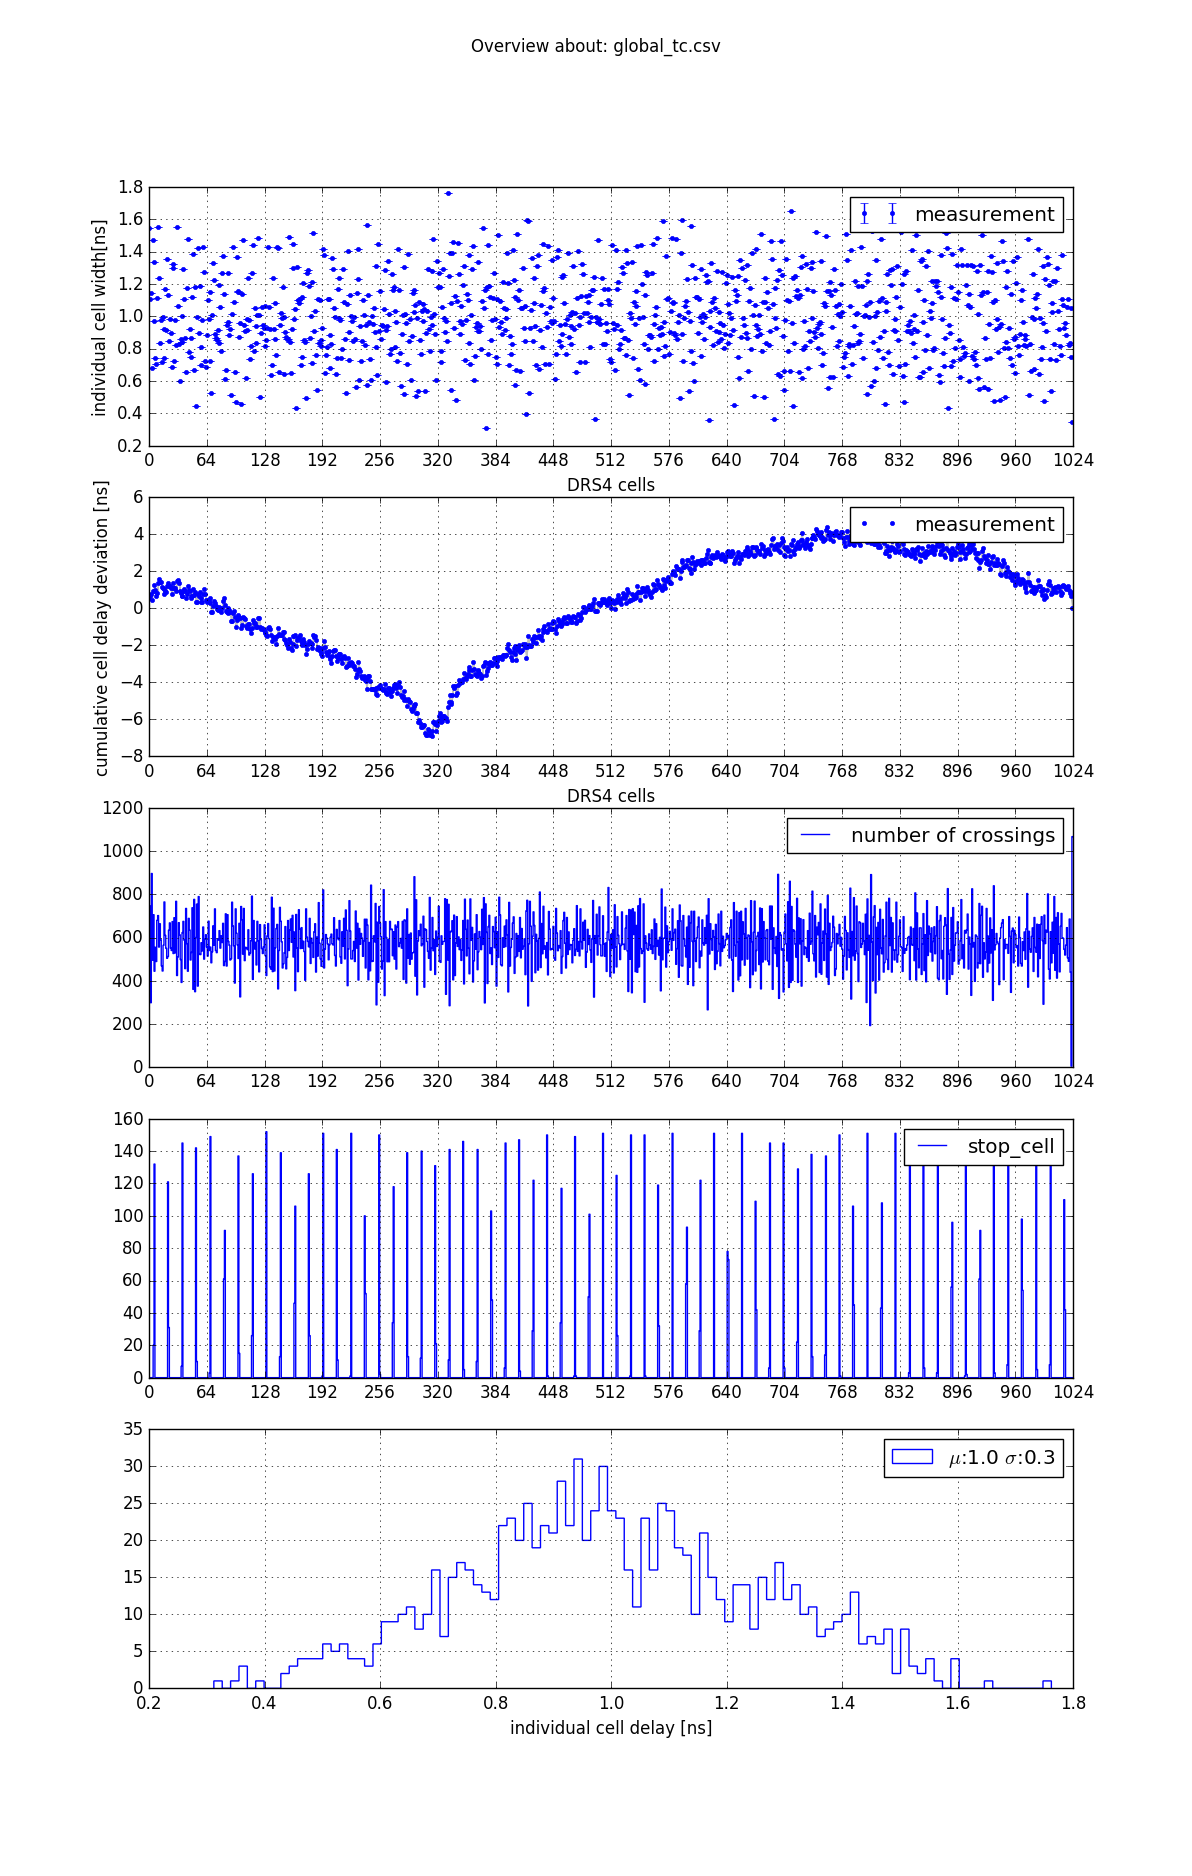 Overview about: global_tc.csv
individual cell width[ns]
1.8
1.6
1.4
1.2
1.0
0.8
0.6
0.4
0.2
measurement
0 64 128 192 256 320 384 448 512 576 640 704 768 832 896 960 1024
DRS4 cells
cumulative cell delay deviation [ns]
6
4
2
0
−2
−4
−6
−8
measurement
0 64 128 192 256 320 384 448 512 576 640 704 768 832 896 960 1024
DRS4 cells
1200
1000
800
600
400
200
0
number of crossings
0 64 128 192 256 320 384 448 512 576 640 704 768 832 896 960 1024
160
140
120
100
80
60
40
20
0
stop_cell
0 64 128 192 256 320 384 448 512 576 640 704 768 832 896 960 1024
35
30
25
20
15
10
5
0
μ:1.0 σ:0.3
0.2 0.4 0.6 0.8 1.0 1.2 1.4 1.6 1.8
individual cell delay [ns]